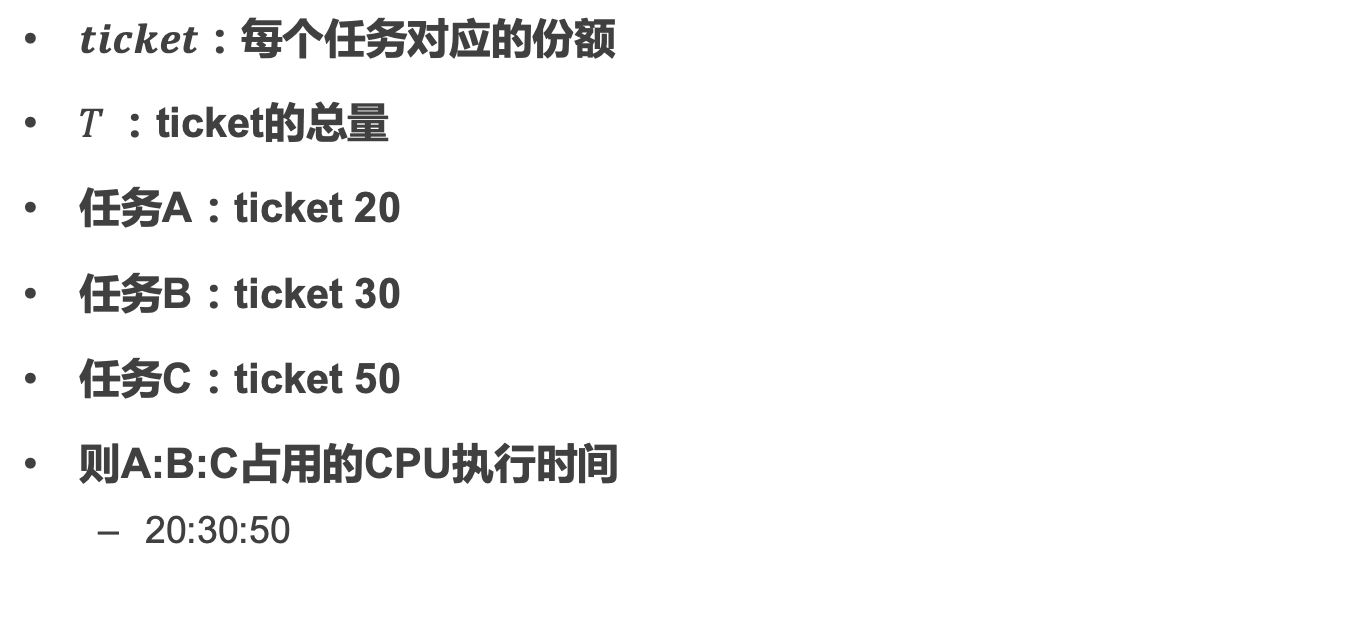 • ticket：每个任务对应的份额
• T ：ticket的总量
• 任务A：ticket 20
• 任务B：ticket 30
• 任务C：ticket 50
• 则A:B:C占用的CPU执行时间
– 20:30:50